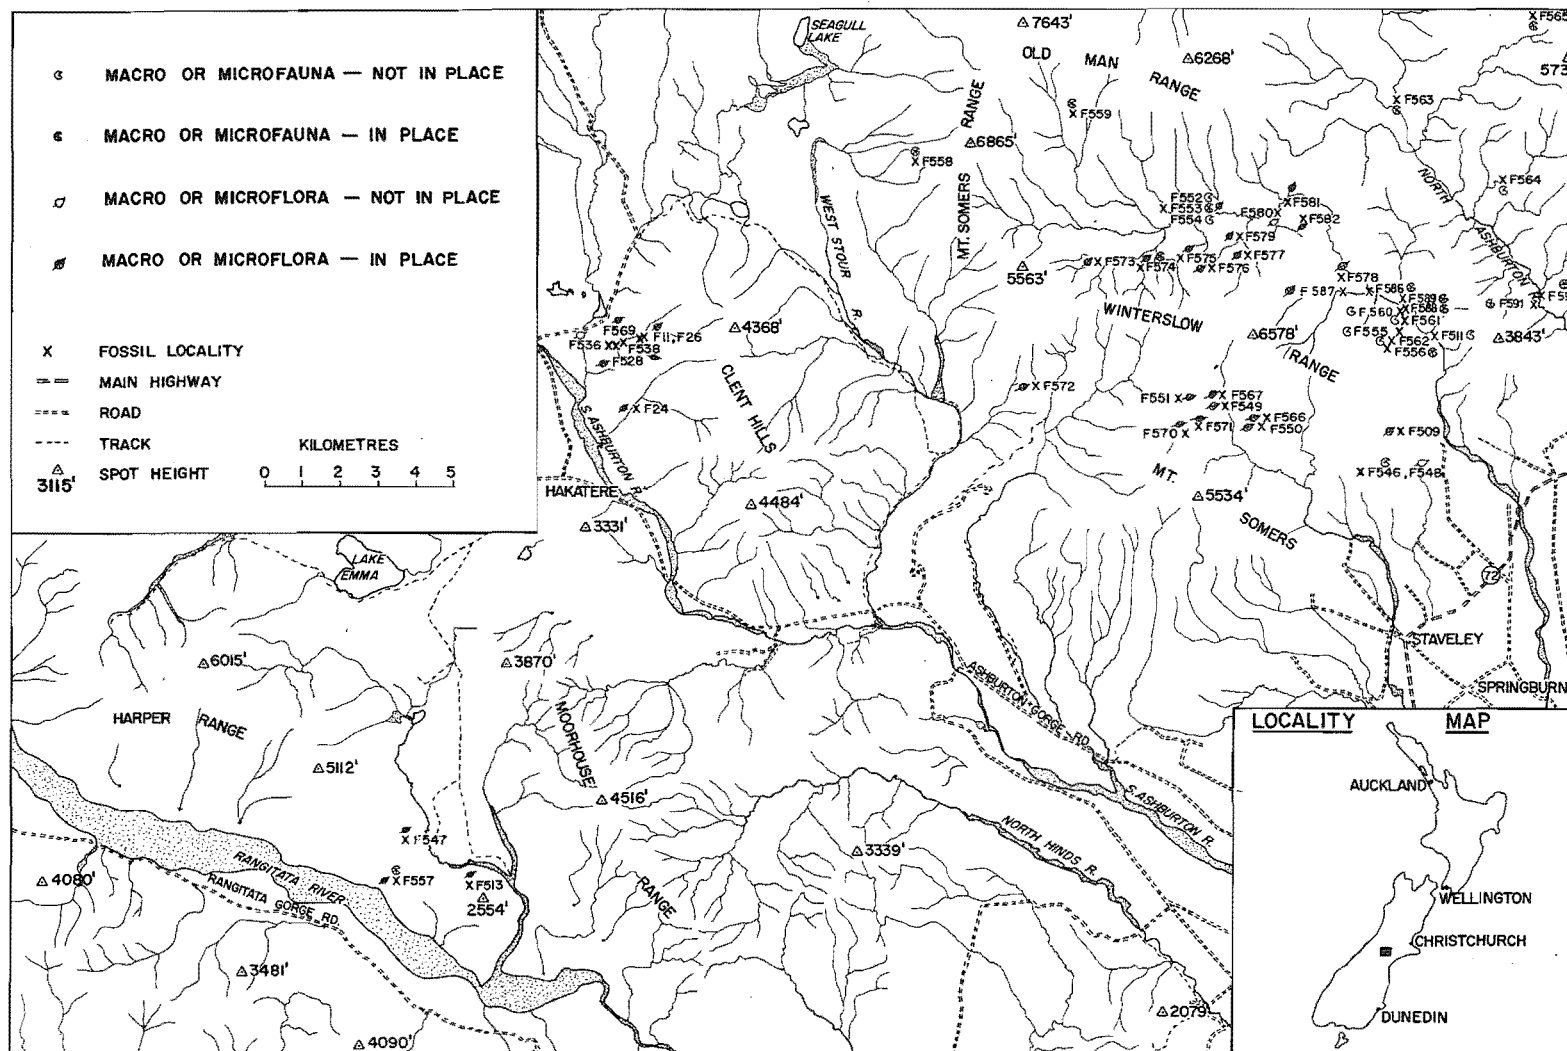 MACRO OR MICROFAUNA — NOT IN PLACE
MACRO OR MICROFAUNA — IN PLACE
MACRO OR MICROFLORA — NOT IN PLACE
MACRO OR MICROFLORA — IN PLACE
X FOSSIL LOCALITY
MAIN HIGHWAY
ROAD
TRACK
3115' SPOT HEIGHT
KILOMETRES
0 1 2 3 4 5
SEAGULL LAKE
7643'
OLD MAN RANGE
6268'
F565
573
F563
F559
RANGE
6865'
F558
MT. SOMERS
NORTH ASHBURTON R.
F564
WEST STOUR R.
F552
F553
F554
F580
F581
F582
F579
F573
F574
F575
F576
F577
F578
5563'
F587
F586
F589
F588
F560
F561
F555
F562
F556
F511
F591
F59
3843'
WINTERSLOW RANGE
6578'
4368'
F569
F536
F538
F11,F26
F528
F24
CLENT HILLS
S. ASHBURTON R.
F572
F551
F567
F549
F566
F550
F570
F571
F509
F546, F548
HAKATERE
3331'
4484'
MT. SOMERS
5534'
72
LAKE EMMA
STAVELEY
SPRINGBURN
6015'
3870'
HARPER RANGE
MOORHOUSE RANGE
ASHBURTON GORGE RD.
5112'
4516'
S. ASHBURTON R.
NORTH HINDS R.
3339'
F547
F557
F513
2554'
4080'
RANGITATA RIVER
RANGITATA GORGE RD.
3481'
4090'
2079'
LOCALITY MAP
AUCKLAND
WELLINGTON
CHRISTCHURCH
DUNEDIN